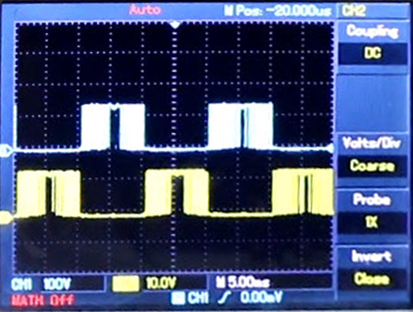 Auto M Pos: -20.000us CH2
Coupling
DC
Volts/Div
Coarse
Probe
1X
Invert
Close
CH1 100V 10.0V M 5.00ms
MATH Off CH1 0.00mV